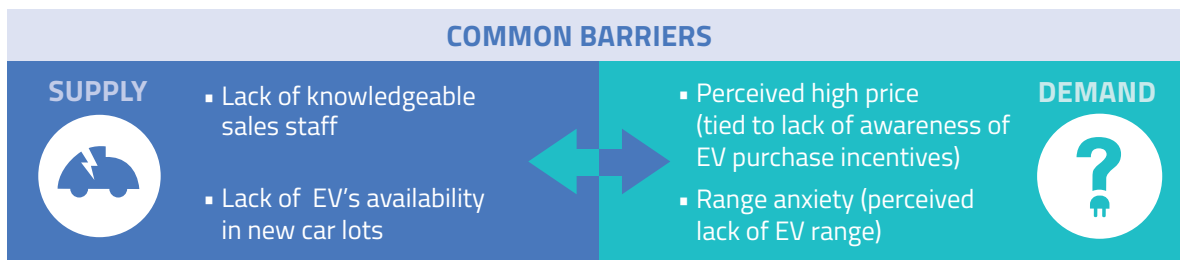 COMMON BARRIERS
SUPPLY
▪ Lack of knowledgeable
sales staff
▪ Lack of  EV’s availability
in new car lots
▪ Perceived high price
(tied to lack of awareness of
EV purchase incentives)
▪ Range anxiety (perceived
lack of EV range)
DEMAND